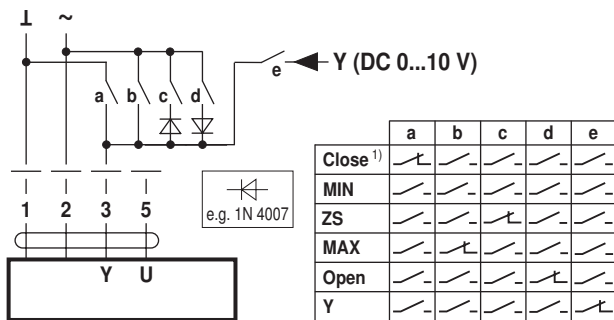 ⊥ ~
Y (DC 0...10 V)
e
a b c d
1 2 3 5
e.g. 1N 4007
Y U
a b c d e
Close 1)
MIN
ZS
MAX
Open
Y